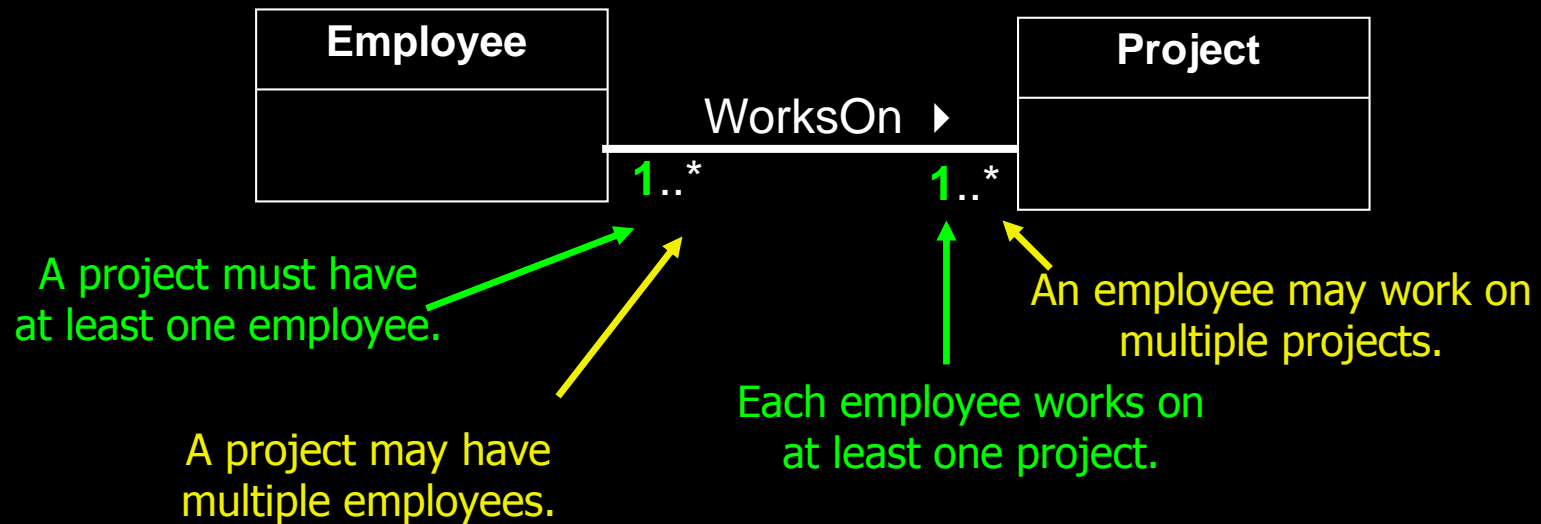 Employee
Project
WorksOn
1..*
1..*
A project must have
at least one employee.
An employee may work on
multiple projects.
Each employee works on
at least one project.
A project may have
multiple employees.